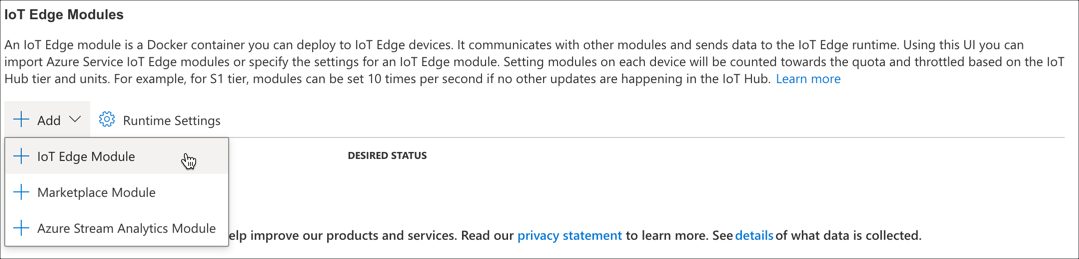 IoT Edge Modules
An IoT Edge module is a Docker container you can deploy to IoT Edge devices. It communicates with other modules and sends data to the IoT Edge runtime. Using this UI you can
import Azure Service IoT Edge modules or specify the settings for an IoT Edge module. Setting modules on each device will be counted towards the quota and throttled based on the IoT
Hub tier and units. For example, for S1 tier, modules can be set 10 times per second if no other updates are happening in the IoT Hub. Learn more
Add Runtime Settings
IoT Edge Module
DESIRED STATUS
Marketplace Module
Azure Stream Analytics Module
improve our products and services. Read our privacy statement to learn more. See details of what data is collected.